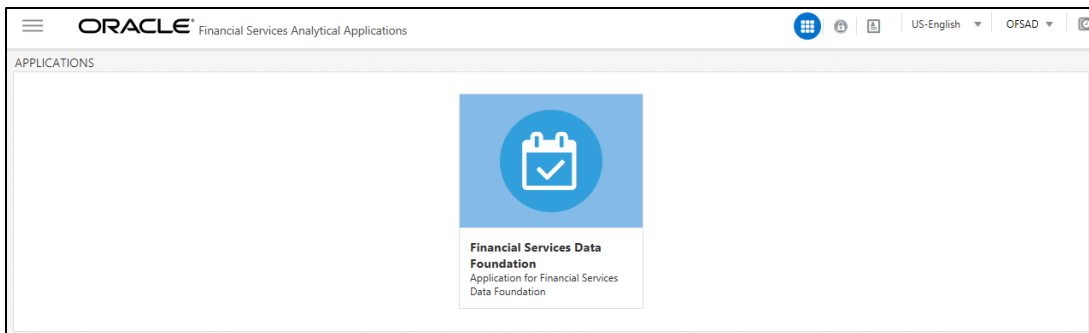 ORACLE® Financial Services Analytical Applications US-English OFSAD
APPLICATIONS
Financial Services Data
Foundation
Application for Financial Services
Data Foundation